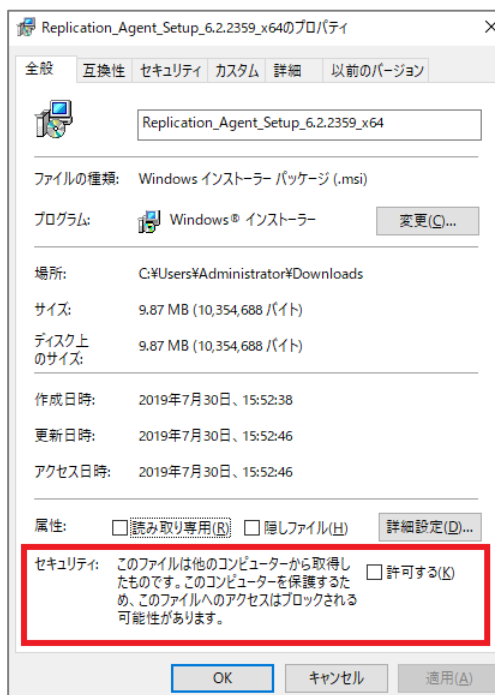 Replication_Agent_Setup_6.2.2359_x64のプロパティ
全般 互換性 セキュリティ カスタム 詳細 以前のバージョン
Replication_Agent_Setup_6.2.2359_x64
ファイルの種類: Windows インストーラー パッケージ (.msi)
プログラム: Windows® インストーラー 変更(C)...
場所: C:¥Users¥Administrator¥Downloads
サイズ: 9.87 MB (10,354,688 バイト)
ディスク上
のサイズ: 9.87 MB (10,354,688 バイト)
作成日時: 2019年7月30日、15:52:38
更新日時: 2019年7月30日、15:52:46
アクセス日時: 2019年7月30日、15:52:46
属性: 読み取り専用(R) 隠しファイル(H) 詳細設定(D)...
セキュリティ: このファイルは他のコンピューターから取得し
たものです。このコンピューターを保護するた
め、このファイルへのアクセスはブロックされる
可能性があります。
許可する(K)
OK キャンセル 適用(A)